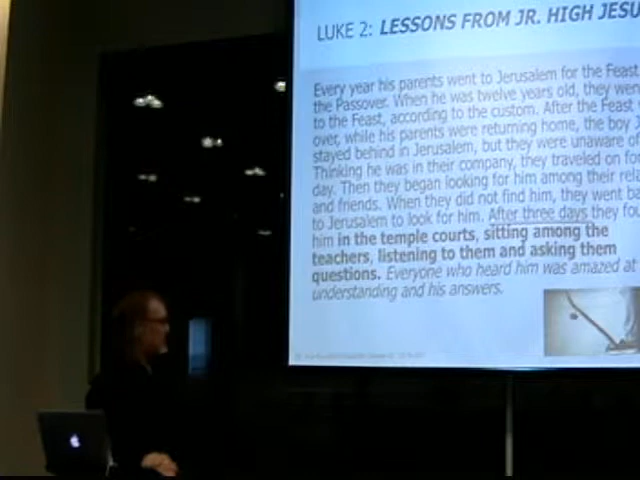 LUKE 2: LESSONS FROM JR. HIGH JESU
Every year his parents went to Jerusalem for the Feast
the Passover. When he was twelve years old, they wen
to the Feast, according to the custom. After the Feast
over, while his parents were returning home, the boy J
stayed behind in Jerusalem, but they were unaware of
Thinking he was in their company, they traveled on for
day. Then they began looking for him among their rela
and friends. When they did not find him, they went ba
to Jerusalem to look for him. After three days they fou
him in the temple courts, sitting among the
teachers, listening to them and asking them
questions. Everyone who heard him was amazed at
understanding and his answers.